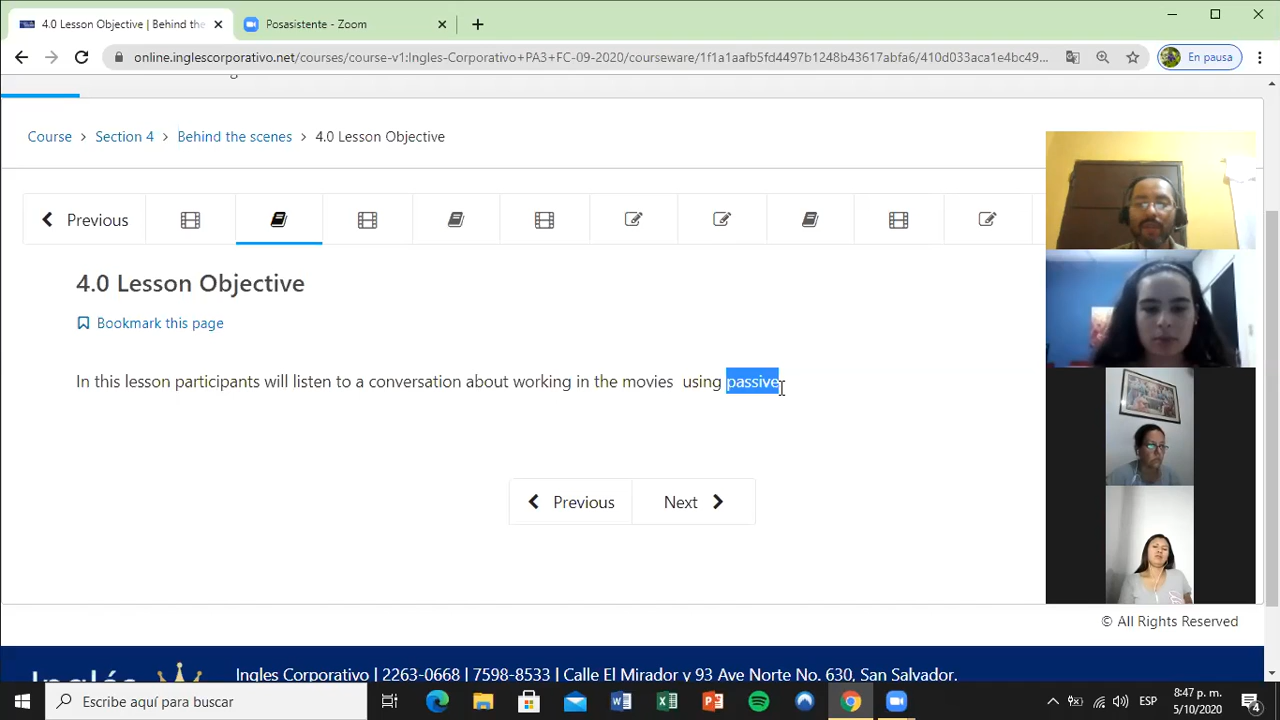 4.0 Lesson Objective | Behind the
Posasistente - Zoom
online.inglescorporativo.net/courses/course-v1:Ingles-Corporativo+PA3+FC-09-2020/courseware/1f1a1aafb5fd4497b1248b43617abfa6/410d033aca1e4bc49...
En pausa
Course > Section 4 > Behind the scenes > 4.0 Lesson Objective
Previous
4.0 Lesson Objective
Bookmark this page
In this lesson participants will listen to a conversation about working in the movies using passive
Previous
Next
© All Rights Reserved
Ingles Corporativo | 2263-0668 | 7598-8533 | Calle El Mirador y 93 Ave Norte No. 630, San Salvador.
Inglés
Escribe aquí para buscar
ESP
8:47 p. m.
5/10/2020
4